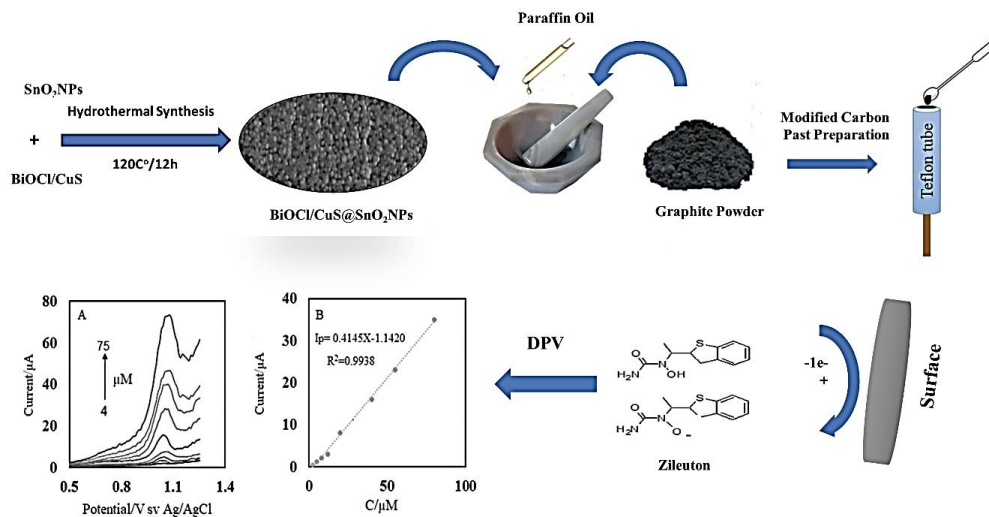 Paraffin Oil
SnO₂NPs
+
BiOCl/CuS
Hydrothermal Synthesis
120C°/12h
BiOCl/CuS@SnO₂NPs
Graphite Powder
Modified Carbon
Past Preparation
Teflon tube
A
75
µM
4
Current/µA
80
60
40
20
0
0.5 0.8 1.1 1.4
Potential/V sv Ag/AgCl
B
Ip= 0.4145X-1.1420
R²=0.9938
Current/µA
40
30
20
10
0
0 50 100
C/µM
DPV
S
O
H₂N
N
OH
S
O
H₂N
N
O
-
Zileuton
-1e-
+
Surface